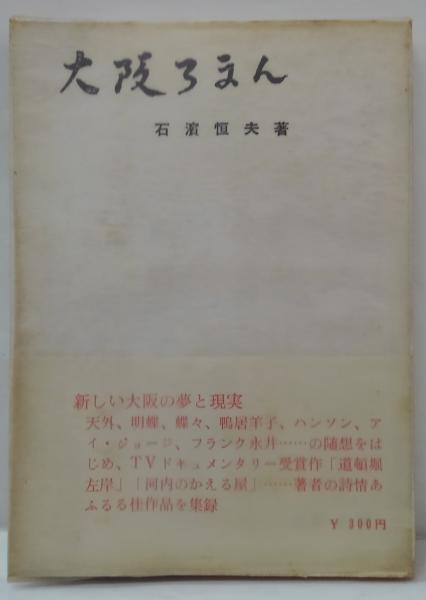 大阪ろまん
石濵恒夫著
新しい大阪の夢と現実
天外、明蝶、蝶々、鴨居羊子、ハンソン、ア
イ・ジョージ、フランク永井……の随想をは
じめ、TVドキュメンタリー受賞作「道頓堀
左岸」「河内のかえる屋」……著者の詩情あ
ふるる佳作品を集録
￥300円